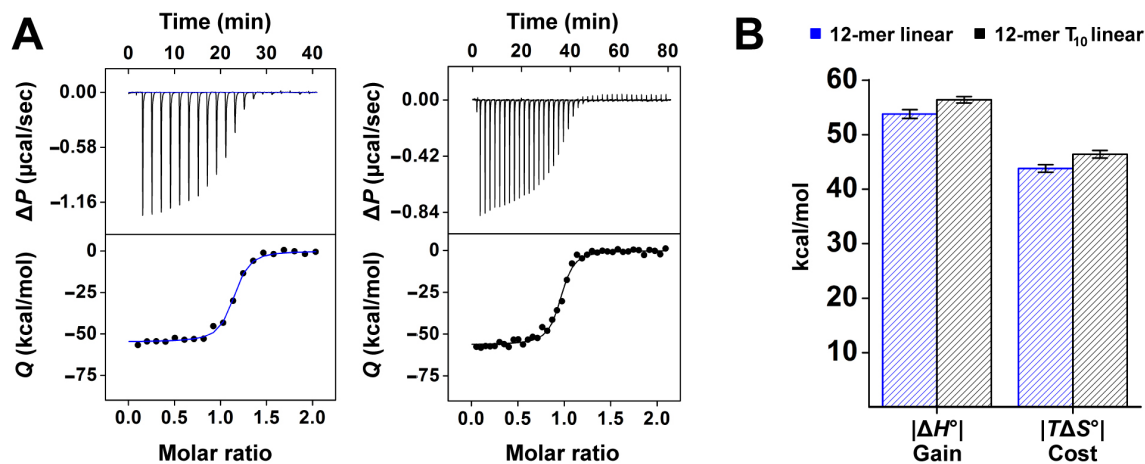 A
Time (min)
0 10 20 30 40
0.00
−0.58
−1.16
ΔP (µcal/sec)
0
−25
−50
−75
Q (kcal/mol)
0.0 0.5 1.0 1.5 2.0
Molar ratio
Time (min)
0 20 40 60 80
0.00
−0.42
−0.84
ΔP (µcal/sec)
0
−25
−50
−75
Q (kcal/mol)
0.0 0.5 1.0 1.5 2.0
Molar ratio
B
12-mer linear 12-mer T₁₀ linear
60
50
40
30
20
10
kcal/mol
|ΔH°| |TΔS°|
Gain Cost